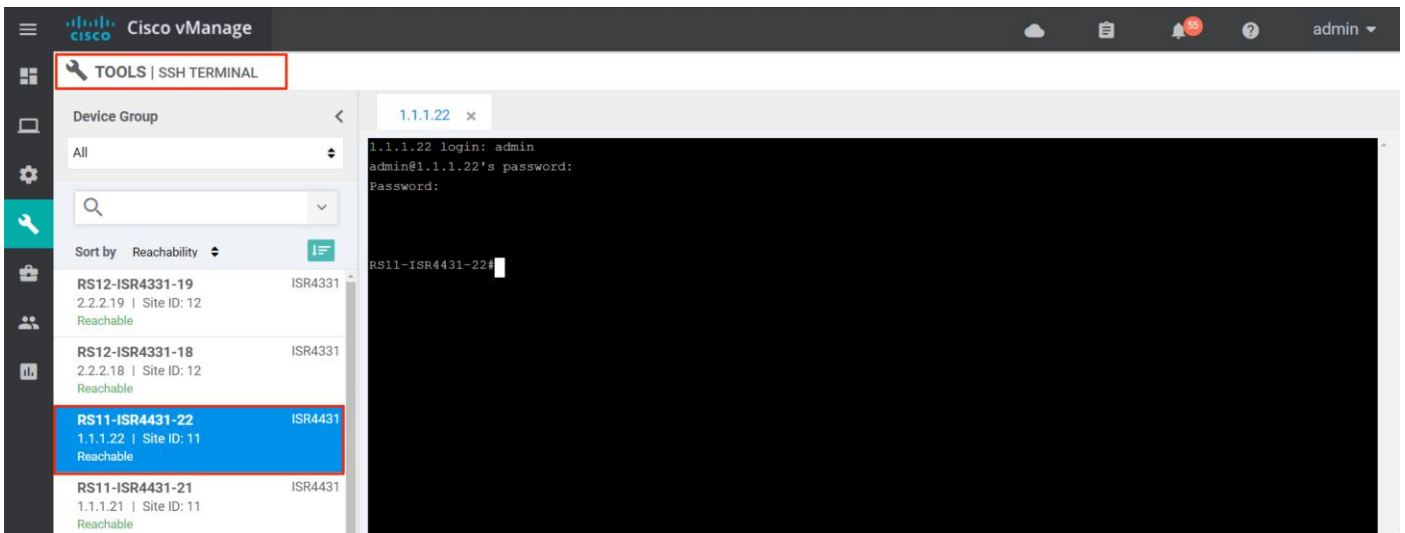 cisco Cisco vManage 55 admin
TOOLS | SSH TERMINAL
Device Group
All
Sort by Reachability
RS12-ISR4331-19 ISR4331
2.2.2.19 | Site ID: 12
Reachable
RS12-ISR4331-18 ISR4331
2.2.2.18 | Site ID: 12
Reachable
RS11-ISR4431-22 ISR4431
1.1.1.22 | Site ID: 11
Reachable
RS11-ISR4431-21 ISR4431
1.1.1.21 | Site ID: 11
Reachable
1.1.1.22 ×
1.1.1.22 login: admin
admin@1.1.1.22's password:
Password:
RS11-ISR4431-22#